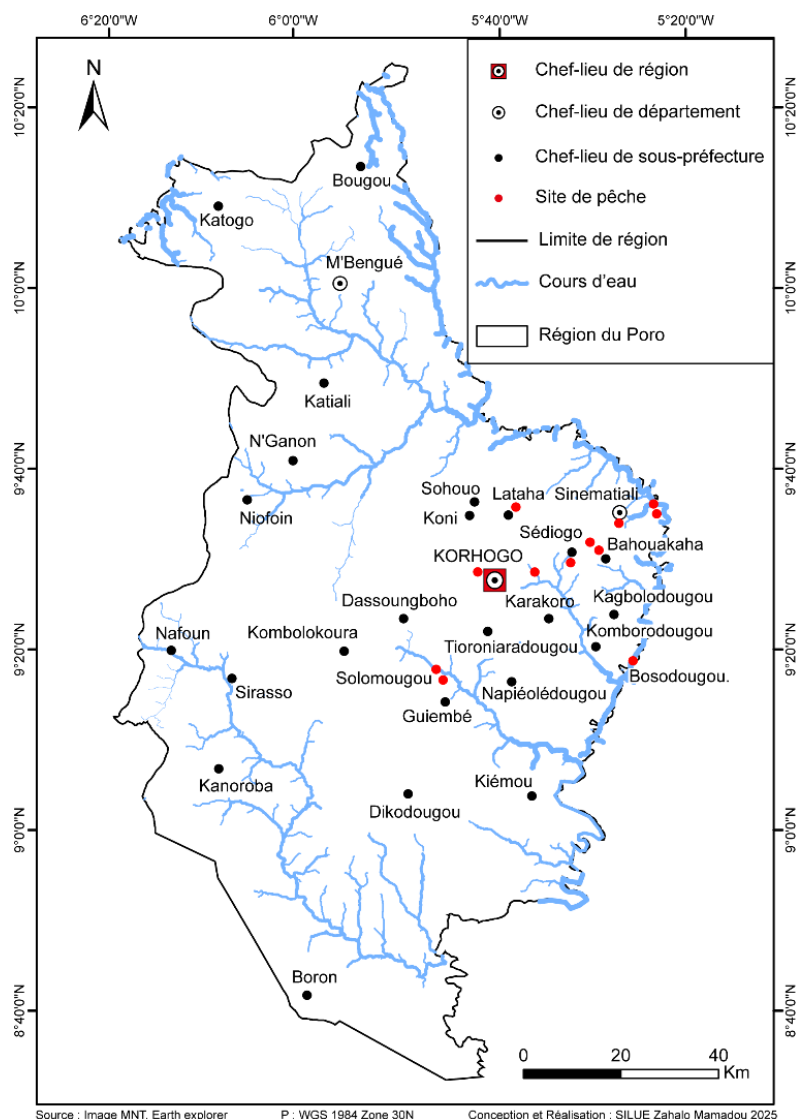 6°20'0"W
6°00'0"W
5°40'0"W
5°20'0"W
N
Chef-lieu de région
Chef-lieu de département
Chef-lieu de sous-préfecture
Site de pêche
Limite de région
Cours d'eau
Région du Poro
10°20'0"N
10°0'0"N
9°40'0"N
9°20'0"N
9°0'0"N
8°40'0"N
10°20'0"N
10°0'0"N
9°40'0"N
9°20'0"N
9°0'0"N
8°40'0"N
Bougou
Katogo
M'Bengué
Katiali
N'Ganon
Niofoin
Sohouo
Lataha
Sinematiali
Koni
Sédiogo
Bahouakaha
KORHOGO
Dassoungboho
Karakoro
Kagbolodougou
Nafoun
Kombolokoura
Tioroniaradougou
Komborodougou
Sirasso
Solomougou
Napiéolédougou
Bosodougou.
Guiembé
Kanoroba
Dikodougou
Kiémou
Boron
0 20 40
Km
Source : Image MNT, Earth explorer P : WGS 1984 Zone 30N Conception et Réalisation : SILUE Zahalo Mamadou 2025